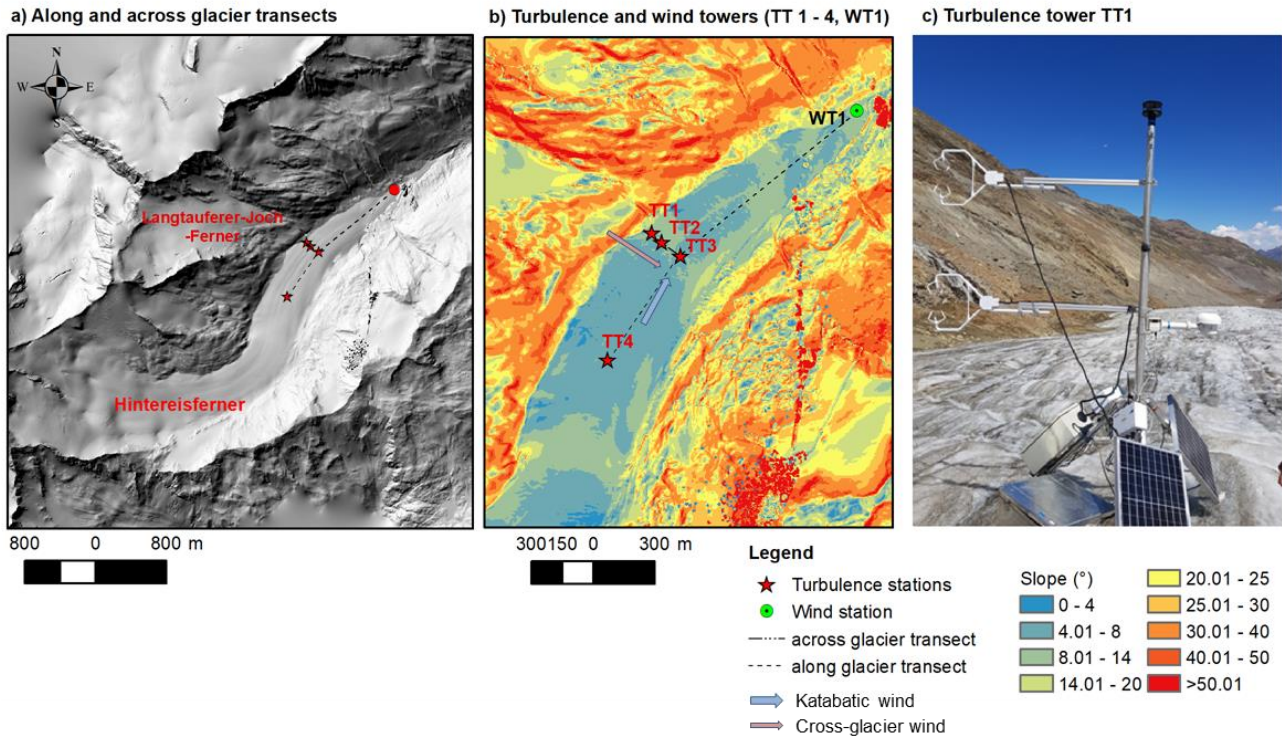 a) Along and across glacier transects
b) Turbulence and wind towers (TT 1 - 4, WT1)
c) Turbulence tower TT1
N
W E
S
Langtauferer-Joch
-Ferner
Hintereisferner
800 0 800 m
WT1
TT1
TT2
TT3
TT4
300150 0 300 m
Legend
Turbulence stations
Wind station
across glacier transect
along glacier transect
Katabatic wind
Cross-glacier wind
Slope (°)
0 - 4
4.01 - 8
8.01 - 14
14.01 - 20
20.01 - 25
25.01 - 30
30.01 - 40
40.01 - 50
>50.01